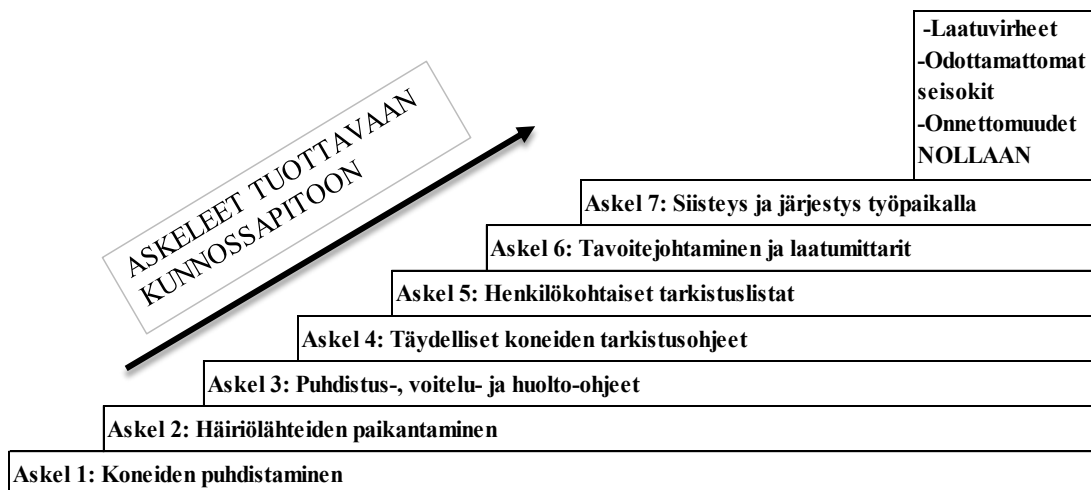 -Laatuvirheet
-Odottamattomat
seisokit
-Onnettomuudet
NOLLAAN
ASKELEET TUOTTAVAAN
KUNNOSSAPITOON
Askel 7: Siisteys ja järjestys työpaikalla
Askel 6: Tavoitejohtaminen ja laatumittarit
Askel 5: Henkilökohtaiset tarkistuslistat
Askel 4: Täydelliset koneiden tarkistusohjeet
Askel 3: Puhdistus-, voitelu- ja huolto-ohjeet
Askel 2: Häiriölähteiden paikantaminen
Askel 1: Koneiden puhdistaminen